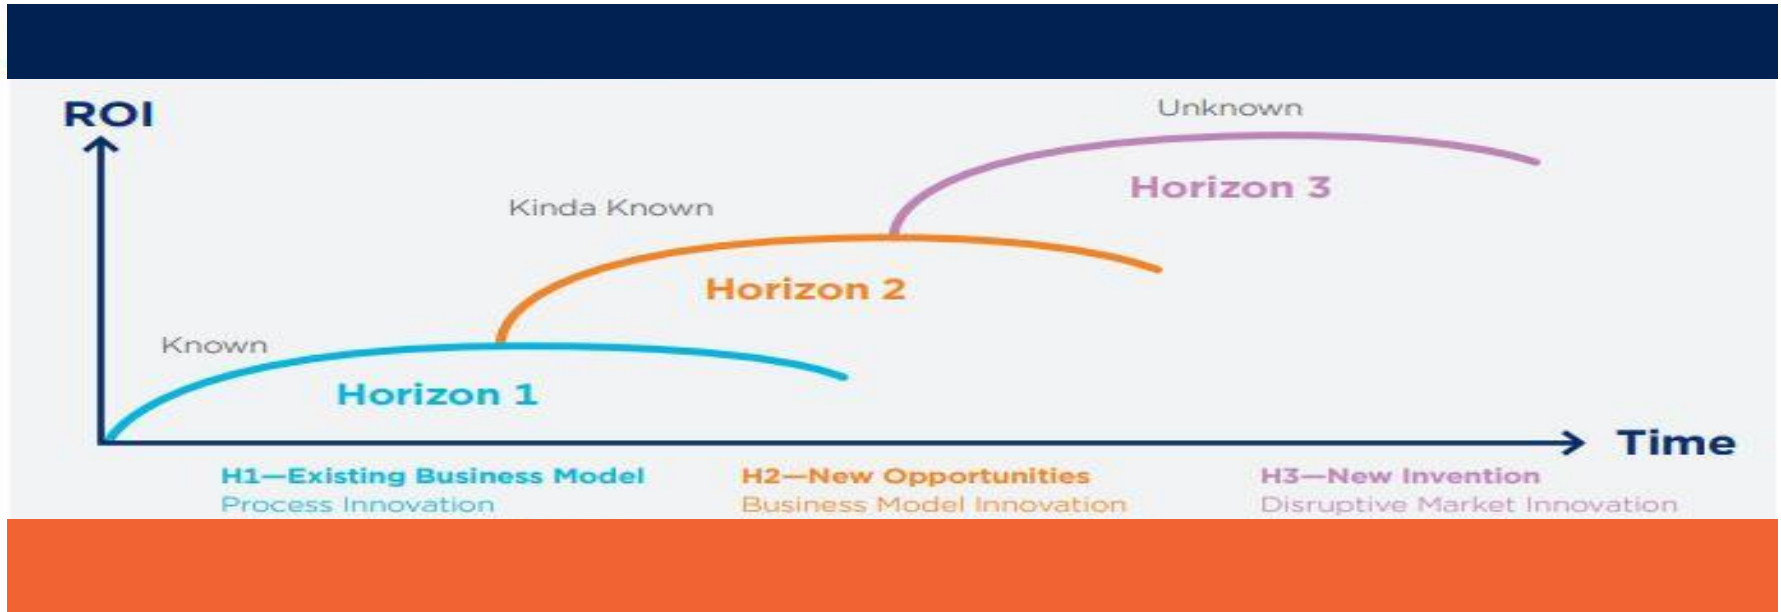 ROI
Unknown
Horizon 3
Kinda Known
Horizon 2
Known
Horizon 1
Time
H1—Existing Business Model
Process Innovation
H2—New Opportunities
Business Model Innovation
H3—New Invention
Disruptive Market Innovation